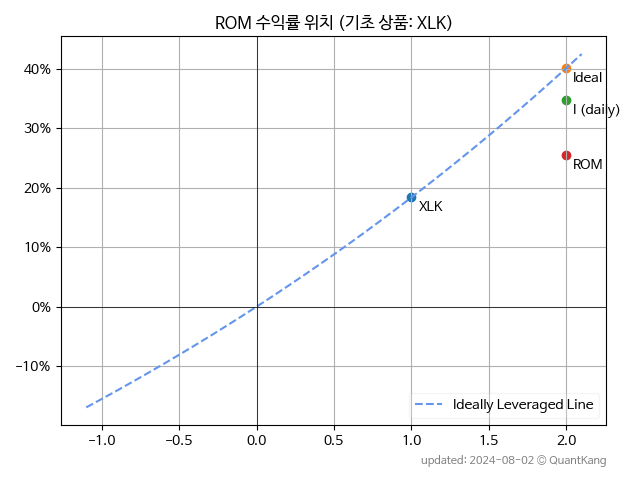 ROM 수익률 위치 (기초 상품: XLK)
40%
30%
20%
10%
0%
−10%
Ideal
I (daily)
ROM
XLK
Ideally Leveraged Line
−1.0 −0.5 0.0 0.5 1.0 1.5 2.0
updated: 2024-08-02 © QuantKang